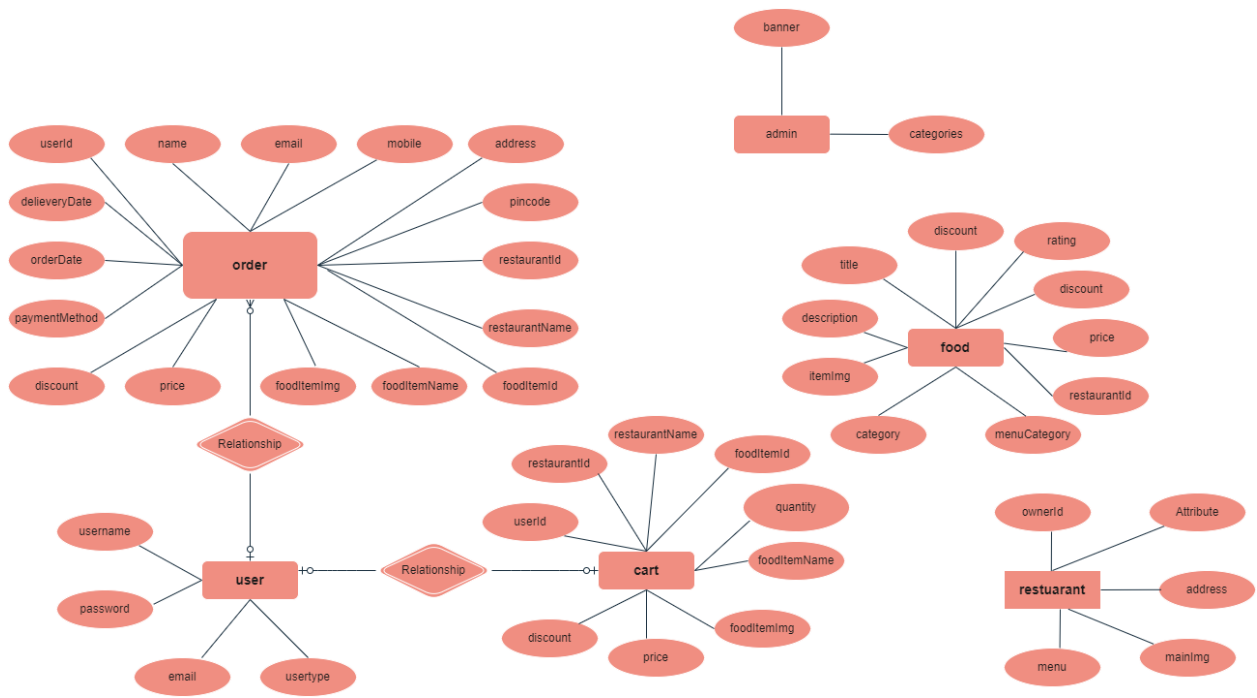 banner
admin
categories
userId
name
email
mobile
address
delieveryDate
pincode
order
orderDate
restaurantId
paymentMethod
restaurantName
discount
price
foodItemImg
foodItemName
foodItemId
Relationship
discount
rating
title
discount
description
food
price
itemImg
restaurantId
category
menuCategory
restaurantName
restaurantId
foodItemId
userId
quantity
cart
foodItemName
discount
price
foodItemImg
username
user
Relationship
password
email
usertype
ownerId
Attribute
restuarant
address
menu
mainImg